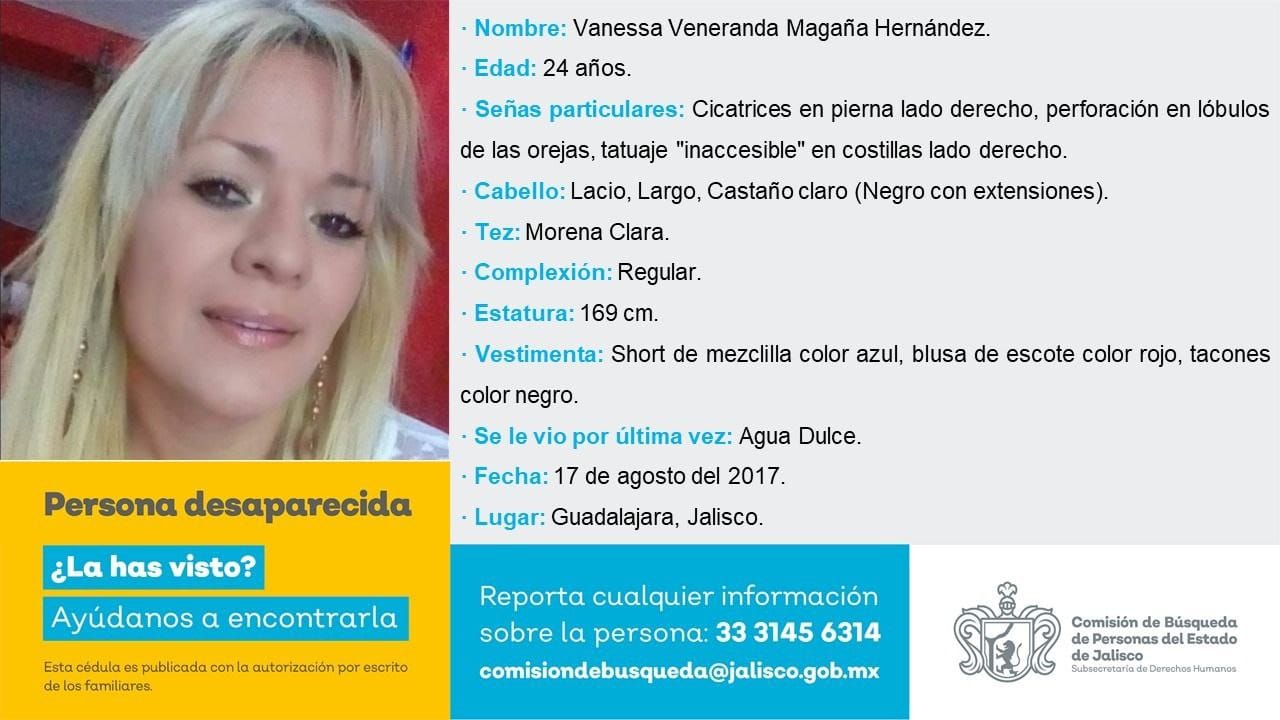 · Nombre: Vanessa Veneranda Magaña Hernández.
· Edad: 24 años.
· Señas particulares: Cicatrices en pierna lado derecho, perforación en lóbulos
de las orejas, tatuaje "inaccesible" en costillas lado derecho.
· Cabello: Lacio, Largo, Castaño claro (Negro con extensiones).
· Tez: Morena Clara.
· Complexión: Regular.
· Estatura: 169 cm.
· Vestimenta: Short de mezclilla color azul, blusa de escote color rojo, tacones
color negro.
· Se le vio por última vez: Agua Dulce.
· Fecha: 17 de agosto del 2017.
· Lugar: Guadalajara, Jalisco.
Persona desaparecida
¿La has visto?
Ayúdanos a encontrarla
Esta cédula es publicada con la autorización por escrito
de los familiares.
Reporta cualquier información
sobre la persona: 33 3145 6314
comisiondebusqueda@jalisco.gob.mx
Comisión de Búsqueda
de Personas del Estado
de Jalisco
Subsecretaría de Derechos Humanos